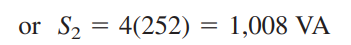 or S₂ = 4(252) = 1,008 VA